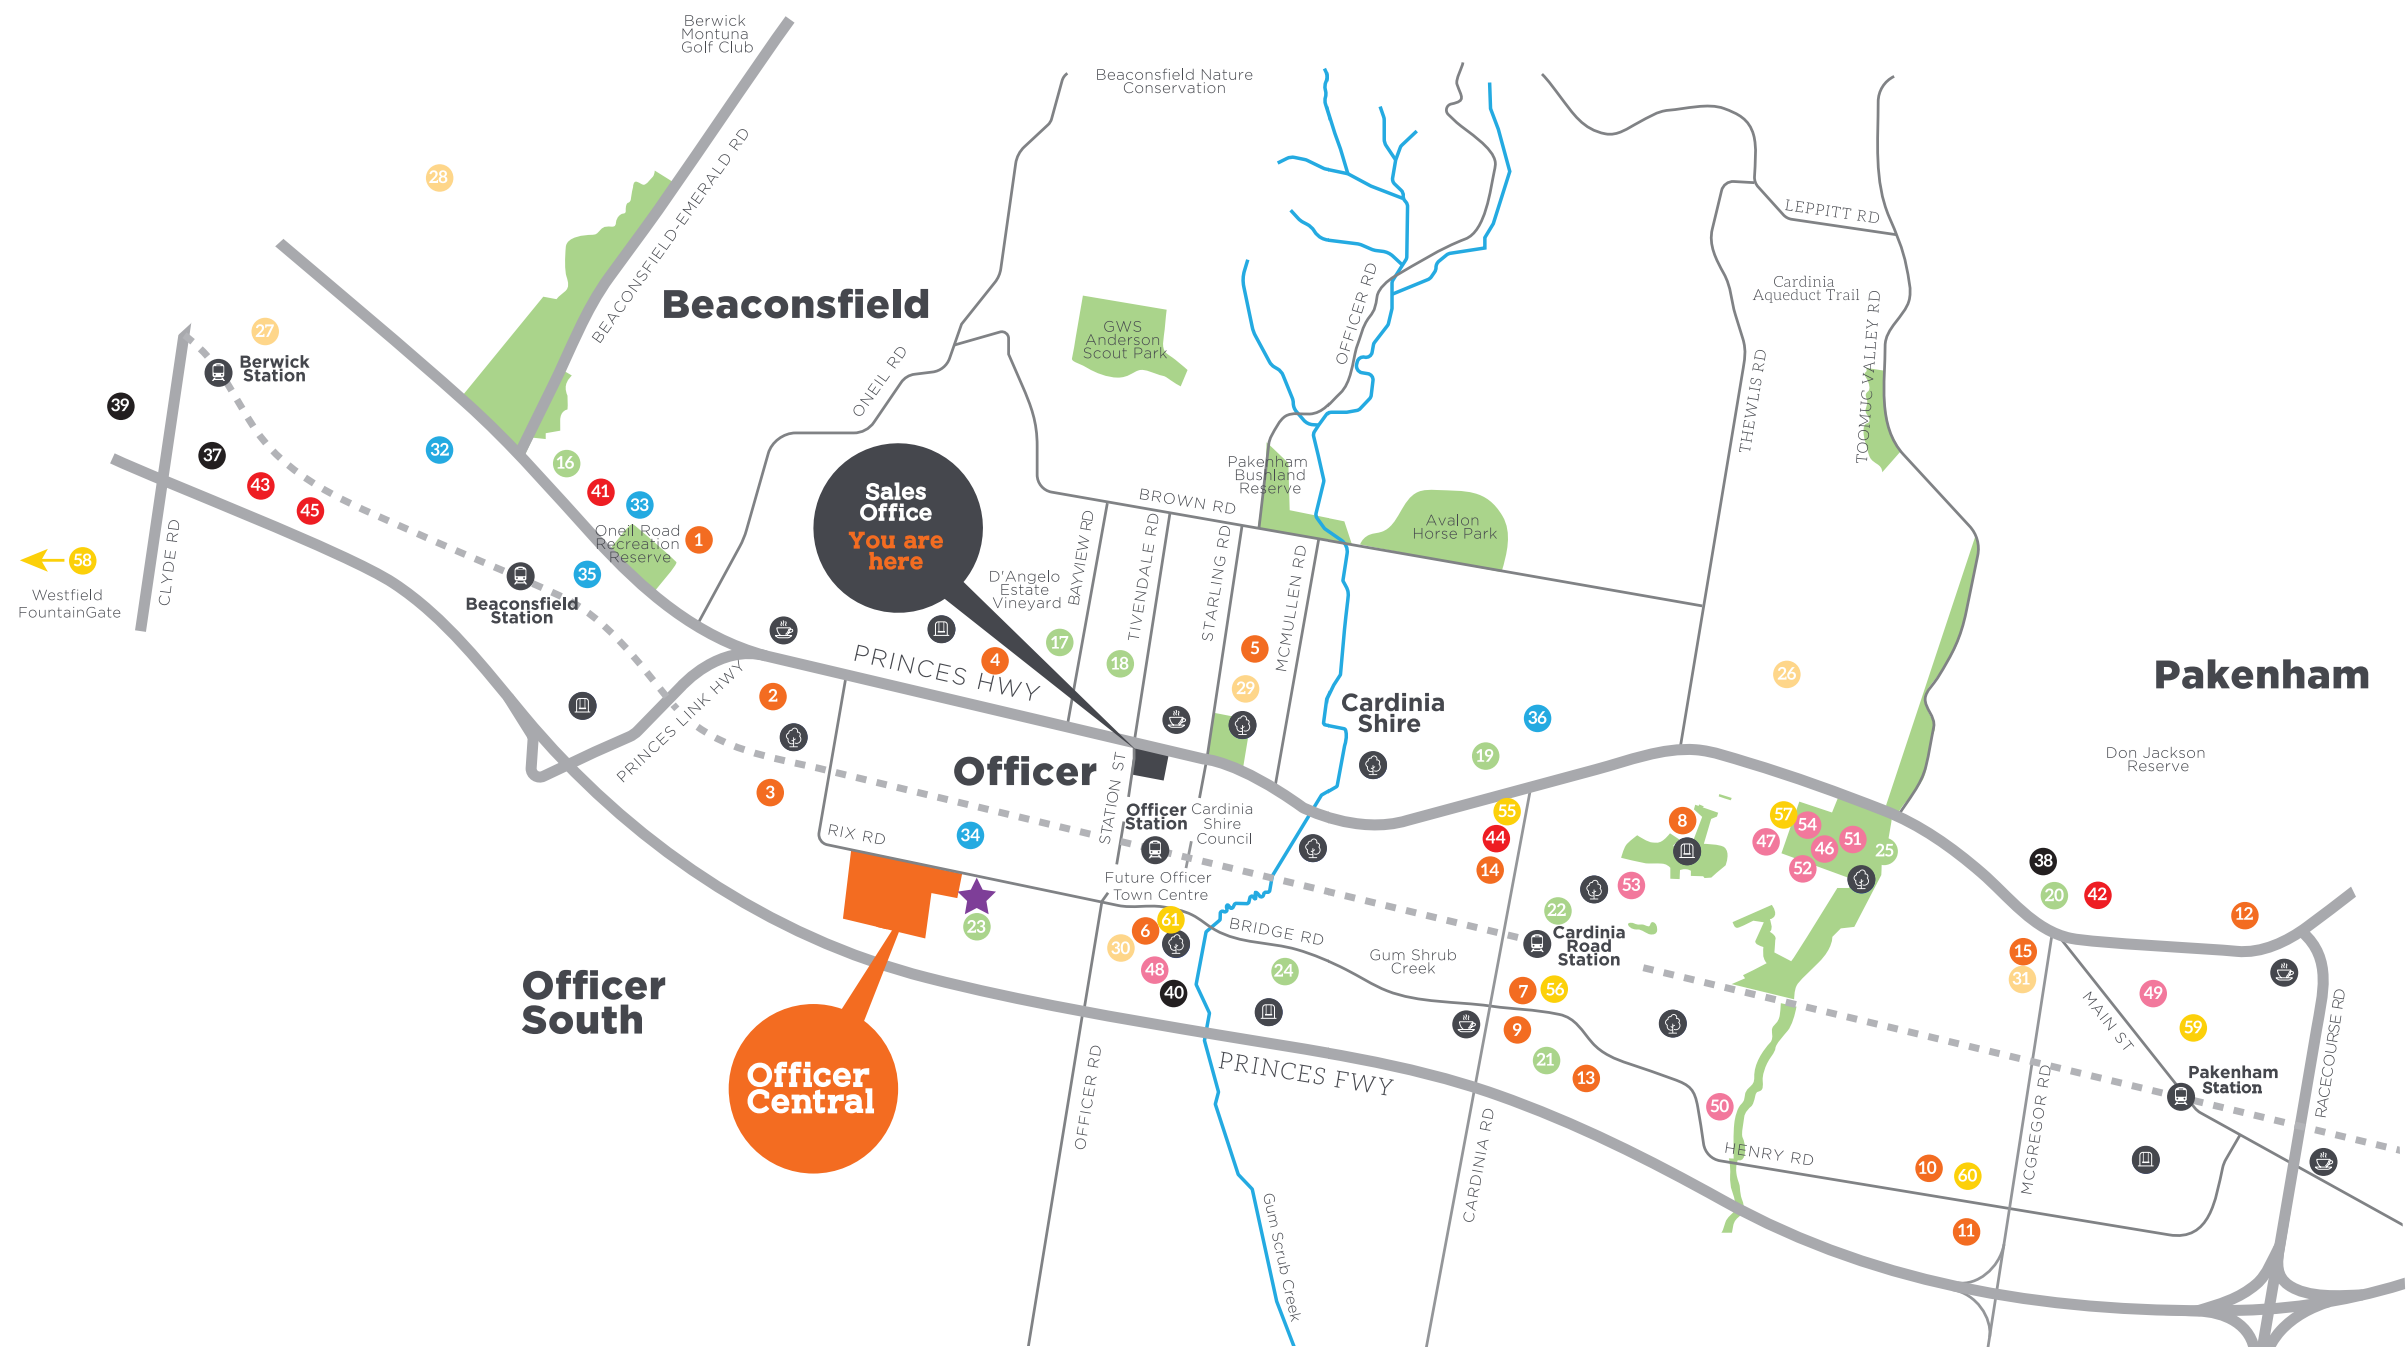 Berwick
Montuna
Golf Club
Beaconsfield Nature
Conservation
28
BEACONSFIELD-EMERALD RD
LEPPITT RD
Cardinia
Aqueduct Trail
Beaconsfield
GWS
Anderson
Scout Park
OFFICER RD
27
Berwick
Station
ONEIL RD
THEWLIS RD
TOOMUC VALLEY RD
39
37
43
45
32
16
41
33
Oneil Road
Recreation
Reserve
1
35
Sales
Office
You are
here
Pakenham
Bushland
Reserve
BROWN RD
Avalon
Horse Park
58
Westfield
FountainGate
CLYDE RD
Beaconsfield
Station
D'Angelo
Estate
Vineyard
BAYVIEW RD
TIVENDALE RD
STARLING RD
MCMULLEN RD
17
18
5
29
4
PRINCES HWY
2
PRINCES LINK HWY
3
26
Pakenham
Cardinia
Shire
36
19
Don Jackson
Reserve
Officer
STATION ST
Officer
Station
Cardinia
Shire
Council
RIX RD
34
55
44
14
8
57
54
47
46
51
52
25
53
38
20
42
12
Future Officer
Town Centre
23
61
6
30
48
40
BRIDGE RD
24
Gum Shrub
Creek
22
Cardinia
Road
Station
15
31
49
59
MAIN ST
Officer
South
7
56
9
21
13
PRINCES FWY
Officer
Central
OFFICER RD
50
HENRY RD
CARDINIA RD
MCGREGOR RD
RACECOURSE RD
Pakenham
Station
10
60
11
Gum Scrub Creek